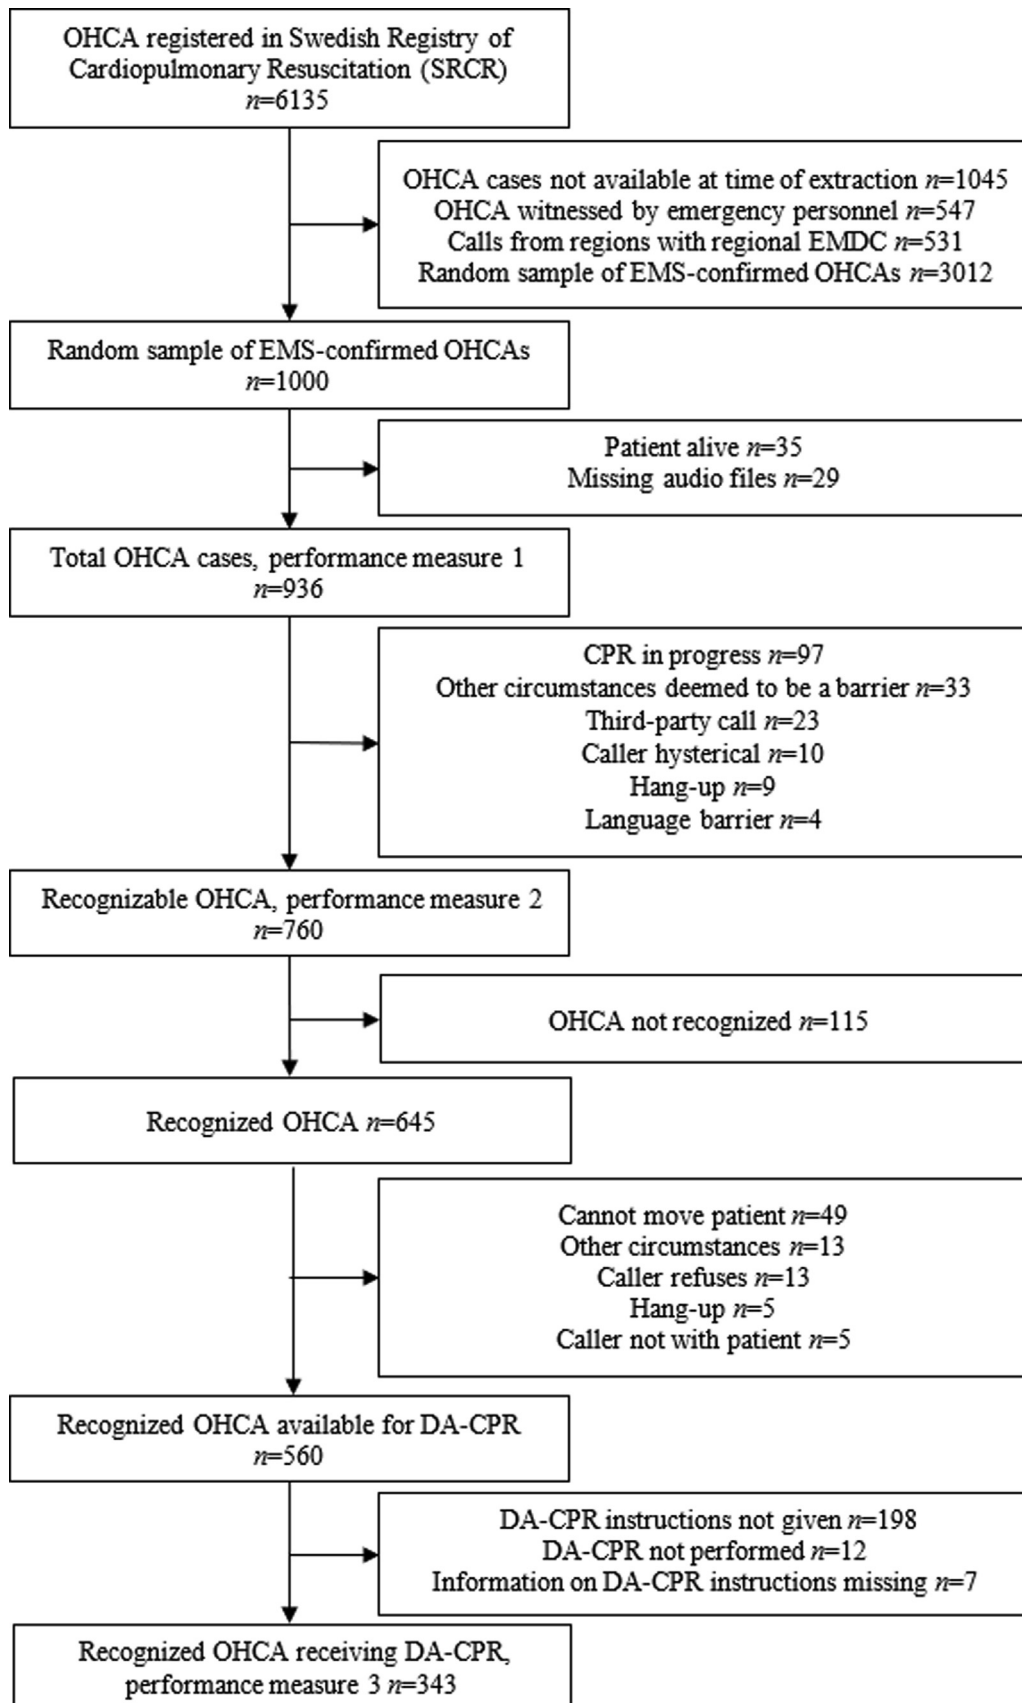 OHCA registered in Swedish Registry of
Cardiopulmonary Resuscitation (SRCR)
n=6135
OHCA cases not available at time of extraction n=1045
OHCA witnessed by emergency personnel n=547
Calls from regions with regional EMDC n=531
Random sample of EMS-confirmed OHCAs n=3012
Random sample of EMS-confirmed OHCAs
n=1000
Patient alive n=35
Missing audio files n=29
Total OHCA cases, performance measure 1
n=936
CPR in progress n=97
Other circumstances deemed to be a barrier n=33
Third-party call n=23
Caller hysterical n=10
Hang-up n=9
Language barrier n=4
Recognizable OHCA, performance measure 2
n=760
OHCA not recognized n=115
Recognized OHCA n=645
Cannot move patient n=49
Other circumstances n=13
Caller refuses n=13
Hang-up n=5
Caller not with patient n=5
Recognized OHCA available for DA-CPR
n=560
DA-CPR instructions not given n=198
DA-CPR not performed n=12
Information on DA-CPR instructions missing n=7
Recognized OHCA receiving DA-CPR,
performance measure 3 n=343